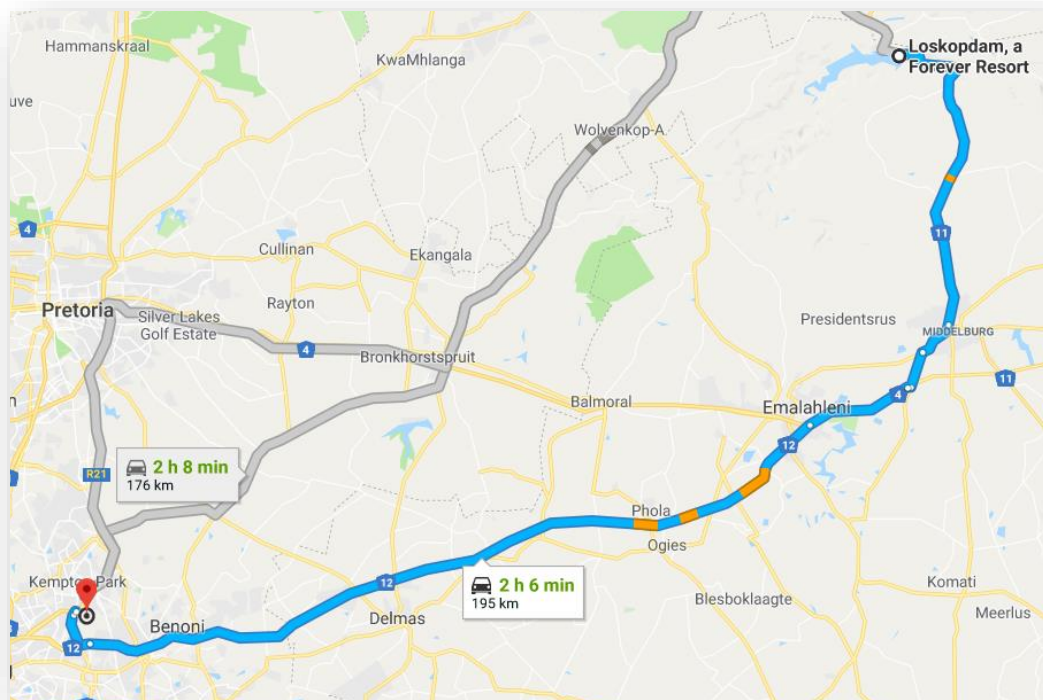 Hammanskraal
KwaMhlanga
Loskopdam, a
Forever Resort
uve
Wolvenkop-A
4
Cullinan
Ekangala
11
Rayton
Pretoria
Silver Lakes
Golf Estate
Presidentsrus
MIDDELBURG
4
Bronkhorstspruit
11
4
Balmoral
Emalahleni
n
12
2 h 8 min
176 km
R21
Phola
Ogies
Kempton Park
12
2 h 6 min
195 km
Komati
Blesboklaagte
Meerlus
Delmas
Benoni
4
12